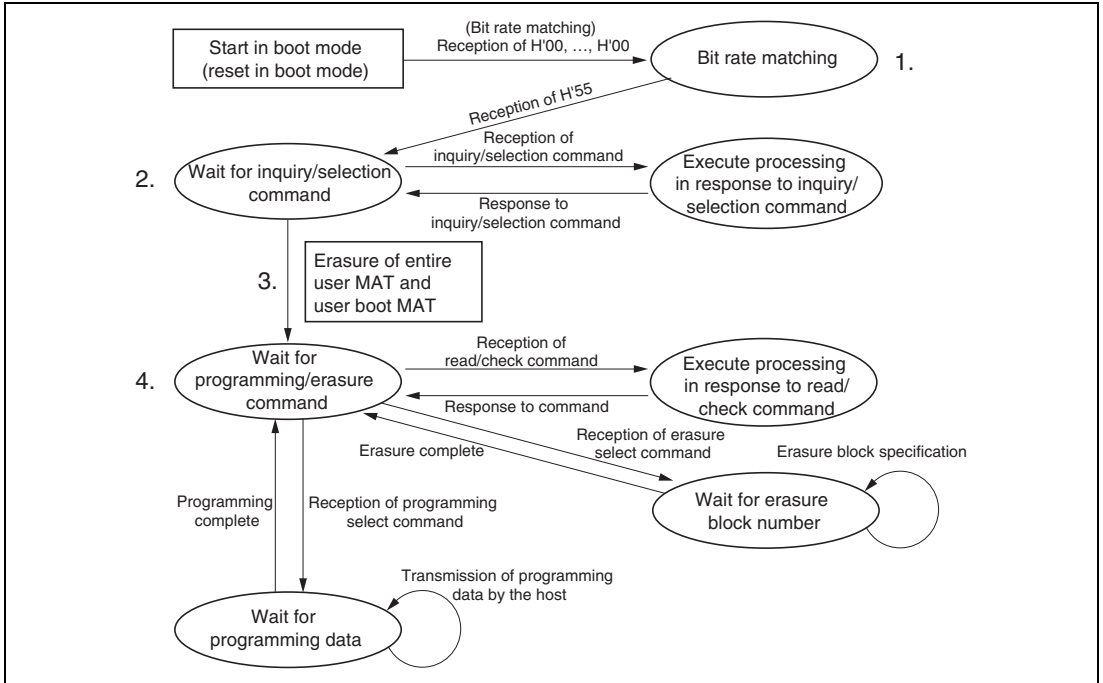 Start in boot mode
(reset in boot mode)
(Bit rate matching)
Reception of H'00, ..., H'00
Bit rate matching
1.
Reception of H'55
2.
Wait for inquiry/selection
command
Reception of
inquiry/selection command
Response to
inquiry/selection command
Execute processing
in response to inquiry/
selection command
3.
Erasure of entire
user MAT and
user boot MAT
4.
Wait for
programming/erasure
command
Reception of
read/check command
Response to command
Execute processing
in response to read/
check command
Erasure complete
Reception of erasure
select command
Erasure block specification
Wait for erasure
block number
Programming
complete
Reception of programming
select command
Transmission of programming
data by the host
Wait for
programming data